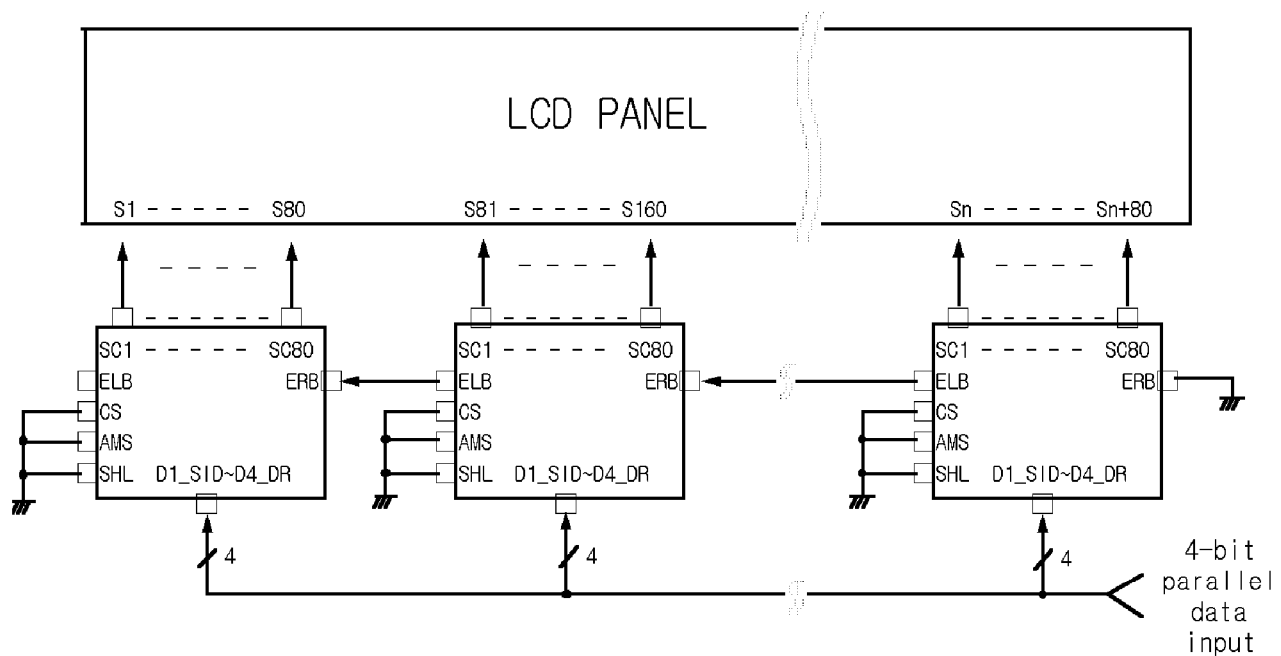 LCD PANEL
S1 - - - - - S80 S81 - - - - - S160 Sn - - - - - Sn+80
SC1 - - - - - SC80 SC1 - - - - - SC80 SC1 - - - - - SC80
ELB ERB ELB ERB ELB ERB
CS CS CS
AMS AMS AMS
SHL D1_SID~D4_DR SHL D1_SID~D4_DR SHL D1_SID~D4_DR
4 4 4
4-bit
parallel
data
input